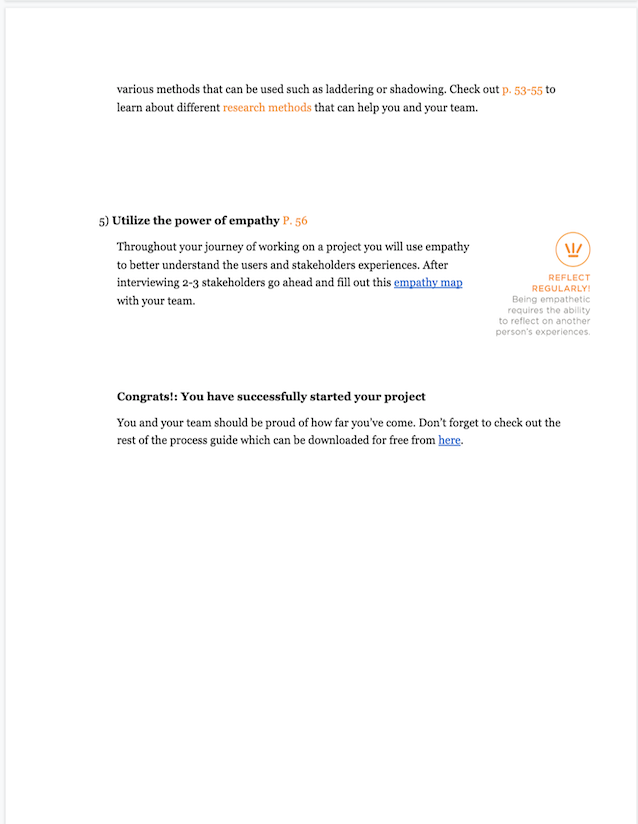 various methods that can be used such as laddering or shadowing. Check out p. 53-55 to
learn about different research methods that can help you and your team.
5) Utilize the power of empathy P. 56
Throughout your journey of working on a project you will use empathy
to better understand the users and stakeholders experiences. After
interviewing 2-3 stakeholders go ahead and fill out this empathy map
with your team.
REFLECT
REGULARLY!
Being empathetic
requires the ability
to reflect on another
person's experiences.
Congrats!: You have successfully started your project
You and your team should be proud of how far you've come. Don't forget to check out the
rest of the process guide which can be downloaded for free from here.